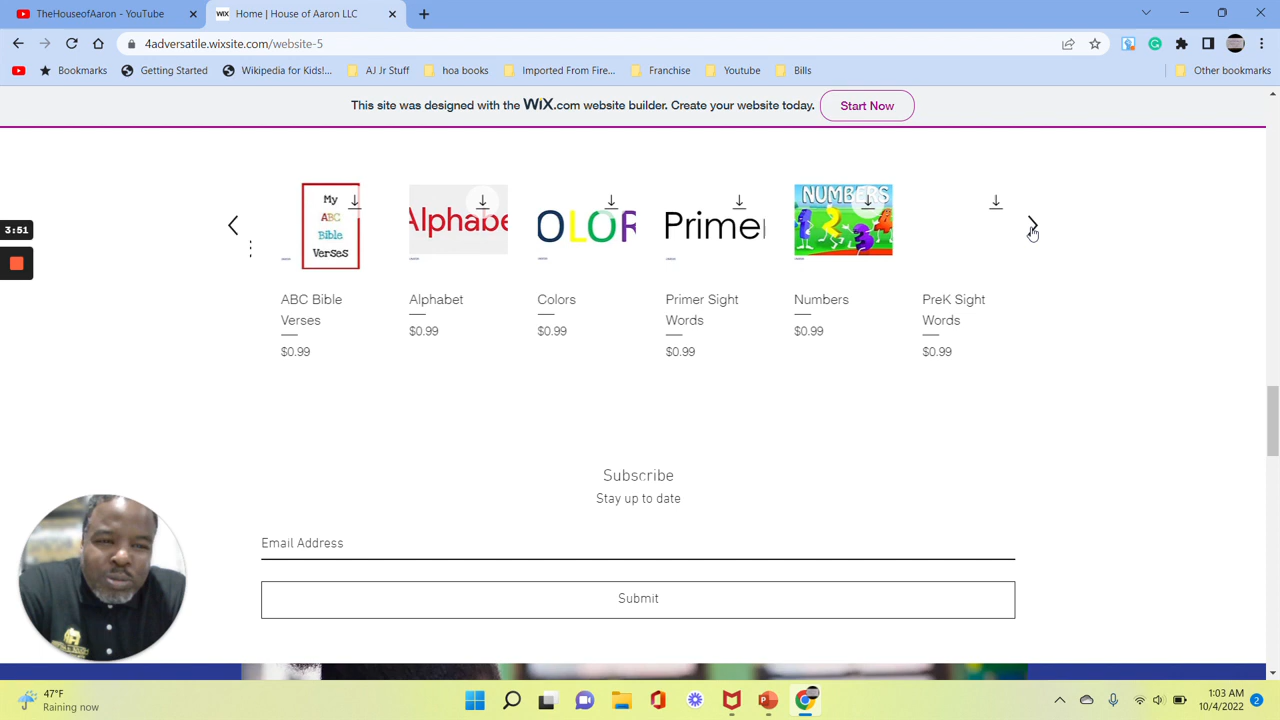 TheHouseofAaron - YouTube
WIX Home | House of Aaron LLC
4adversatile.wixsite.com/website-5
Bookmarks Getting Started Wikipedia for Kids!... AJ Jr Stuff hoa books Imported From Fire... Franchise Youtube Bills Other bookmarks
This site was designed with the WIX.com website builder. Create your website today. Start Now
3:51
My
ABC
Bible
Verses
Alphabe
OLOR
Primer
NUMBERS
ABC Bible
Verses
$0.99
Alphabet
$0.99
Colors
$0.99
Primer Sight
Words
$0.99
Numbers
$0.99
PreK Sight
Words
$0.99
Subscribe
Stay up to date
Email Address
Submit
47°F
Raining now
1:03 AM
10/4/2022
2